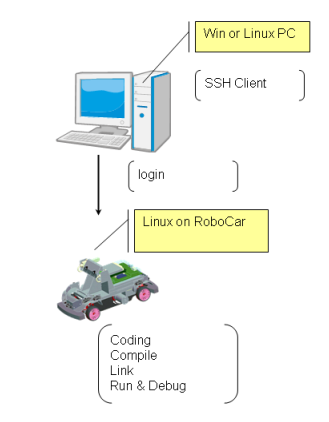 Win or Linux PC
SSH Client
login
Linux on RoboCar
Coding
Compile
Link
Run & Debug